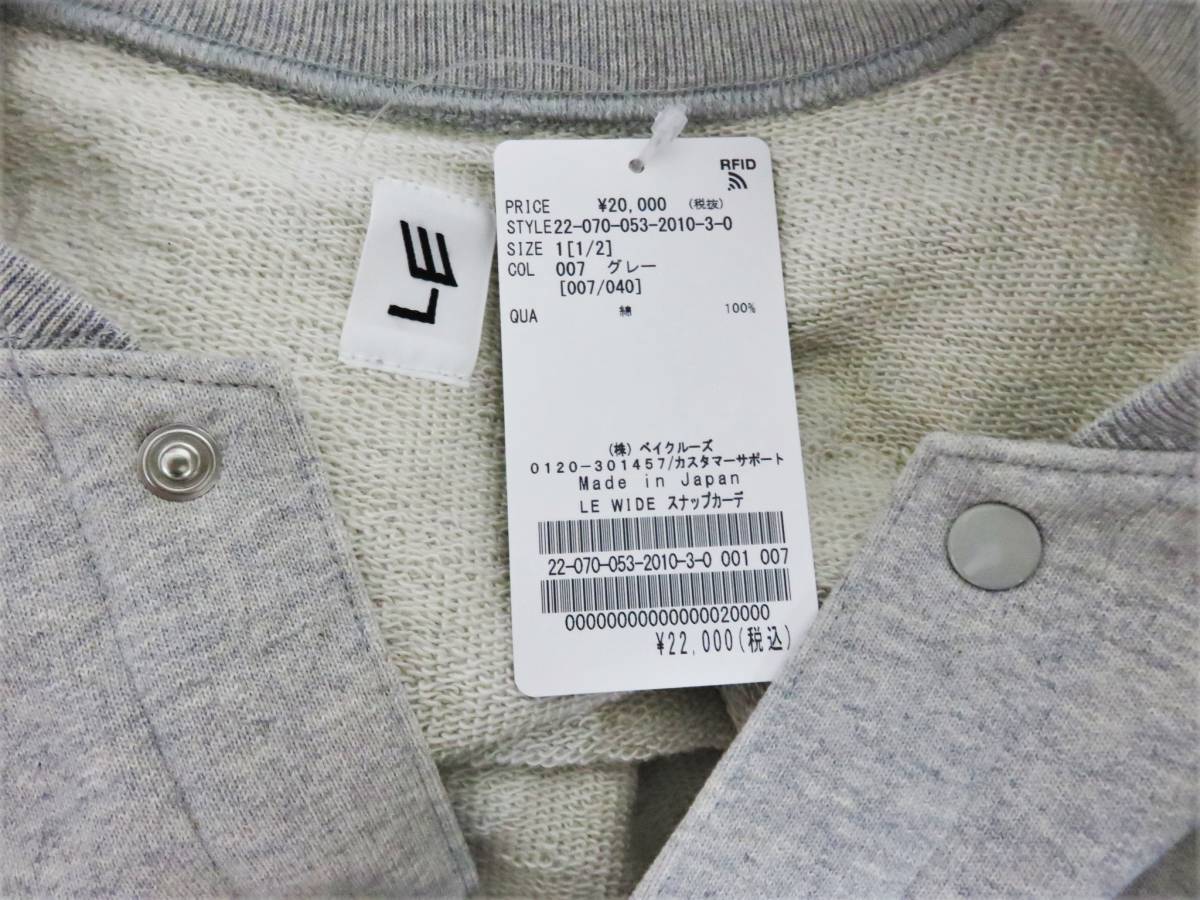 LE
RFID
PRICE ¥20,000 (税抜)
STYLE22-070-053-2010-3-0
SIZE 1[1/2]
COL 007 グレー
[007/040]
QUA 綿 100%
(株) ベイクルーズ
0120-301457/カスタマーサポート
Made in Japan
LE WIDE スナップカーデ
22-070-053-2010-3-0 001 007
00000000000000020000
¥22,000(税込)